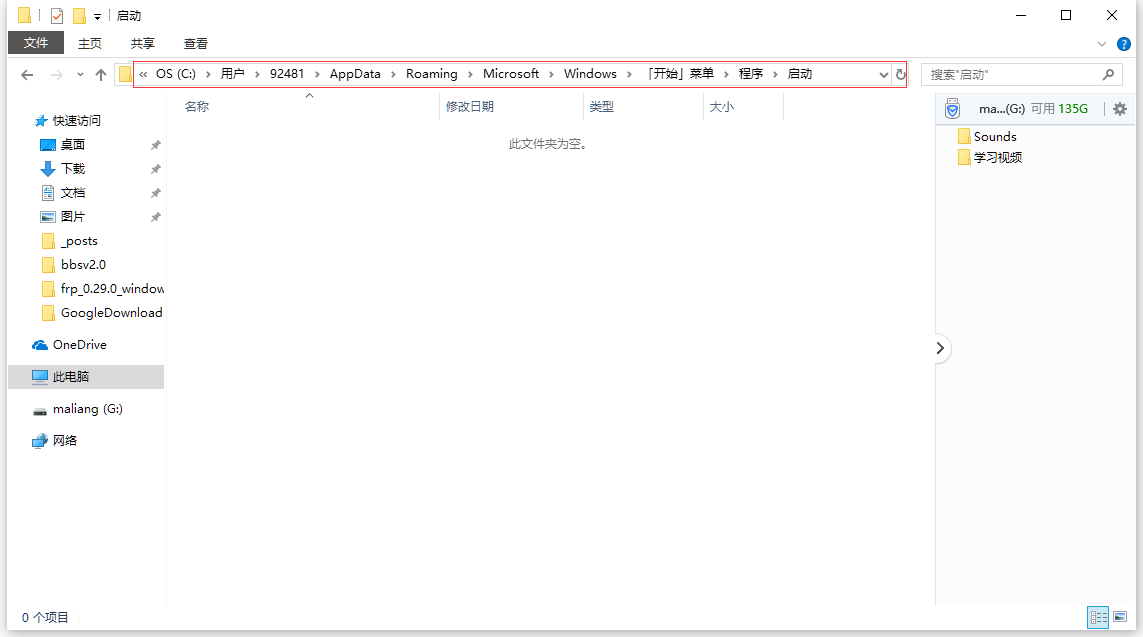 启动
文件 主页 共享 查看
« OS (C:) › 用户 › 92481 › AppData › Roaming › Microsoft › Windows › 「开始」菜单 › 程序 › 启动
搜索"启动"
名称 修改日期 类型 大小
此文件夹为空。
快速访问
桌面
下载
文档
图片
_posts
bbsv2.0
frp_0.29.0_window
GoogleDownload
OneDrive
此电脑
maliang (G:)
网络
ma...(G:) 可用 135G
Sounds
学习视频
0 个项目